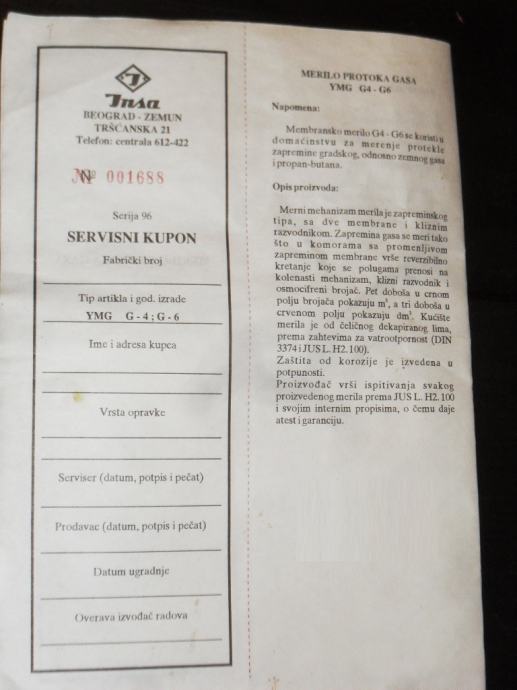 Insa
BEOGRAD - ZEMUN
TRŠĆANSKA 21
Telefon: centrala 612-422
№ 001688
Serija 96
SERVISNI KUPON
Fabrički broj
Tip artikla i god. izrade
YMG G - 4 ; G - 6
Ime i adresa kupca
Vrsta opravke
Serviser (datum, potpis i pečat)
Prodavac (datum, potpis i pečat)
Datum ugradnje
Overava izvođač radova
MERILO PROTOKA GASA
YMG G4 - G6
Napomena:
Membransko merilo G4 - G6 se koristi u
domaćinstvu za merenje protekle
zapremine gradskog, odnosno zemnog gasa
i propan-butana.
Opis proizvoda:
Merni mehanizam merila je zapreminskog
tipa, sa dve membrane i kliznim
razvodnikom. Zapremina gasa se meri tako
što u komorama sa promenljivom
zapreminom membrane vrše reverzibilno
kretanje koje se polugama prenosi na
kolenasti mehanizam, klizni razvodnik i
osmocifreni brojač. Pet doboša u crnom
polju brojača pokazuju m³, a tri doboša u
crvenom polju pokazuju dm³. Kućište
merila je od čeličnog dekapiranog lima,
prema zahtevima za vatrootpornost (DIN
3374 i JUS L. H2. 100).
Zaštita od korozije je izvedena u
potpunosti.
Proizvođač vrši ispitivanja svakog
proizvedenog merila prema JUS L. H2. 100
i svojim internim propisima, o čemu daje
atest i garanciju.